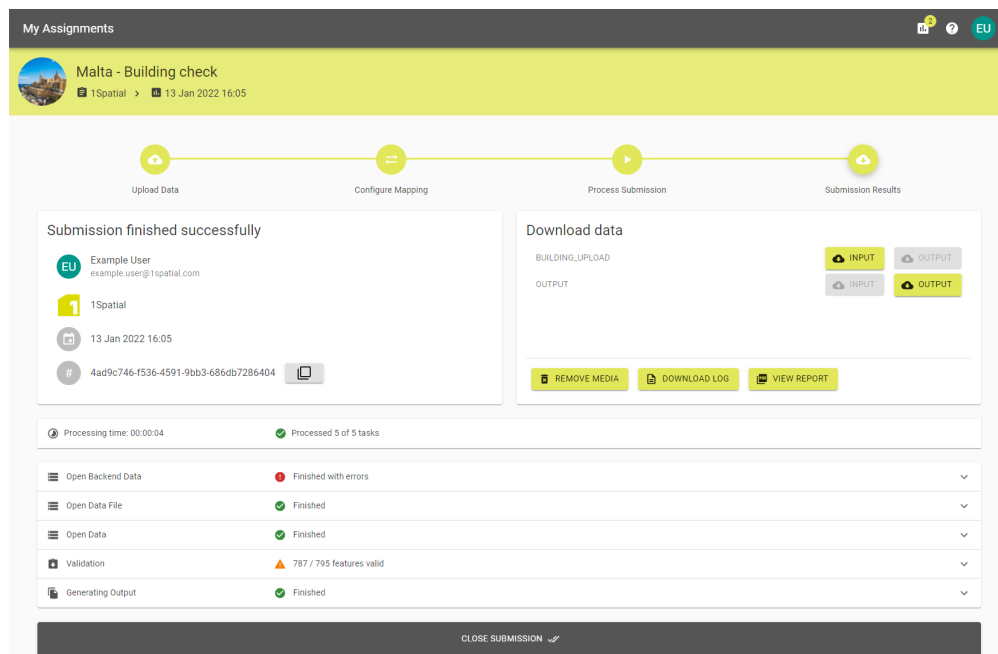 My Assignments
2
EU
Malta - Building check
1Spatial > 13 Jan 2022 16:05
Upload Data
Configure Mapping
Process Submission
Submission Results
Submission finished successfully
EU
Example User
example.user@1spatial.com
1
1Spatial
13 Jan 2022 16:05
# 4ad9c746-f536-4591-9bb3-686db7286404
Download data
BUILDING_UPLOAD INPUT OUTPUT
OUTPUT INPUT OUTPUT
REMOVE MEDIA DOWNLOAD LOG VIEW REPORT
Processing time: 00:00:04 Processed 5 of 5 tasks
Open Backend Data Finished with errors
Open Data File Finished
Open Data Finished
Validation 787 / 795 features valid
Generating Output Finished
CLOSE SUBMISSION